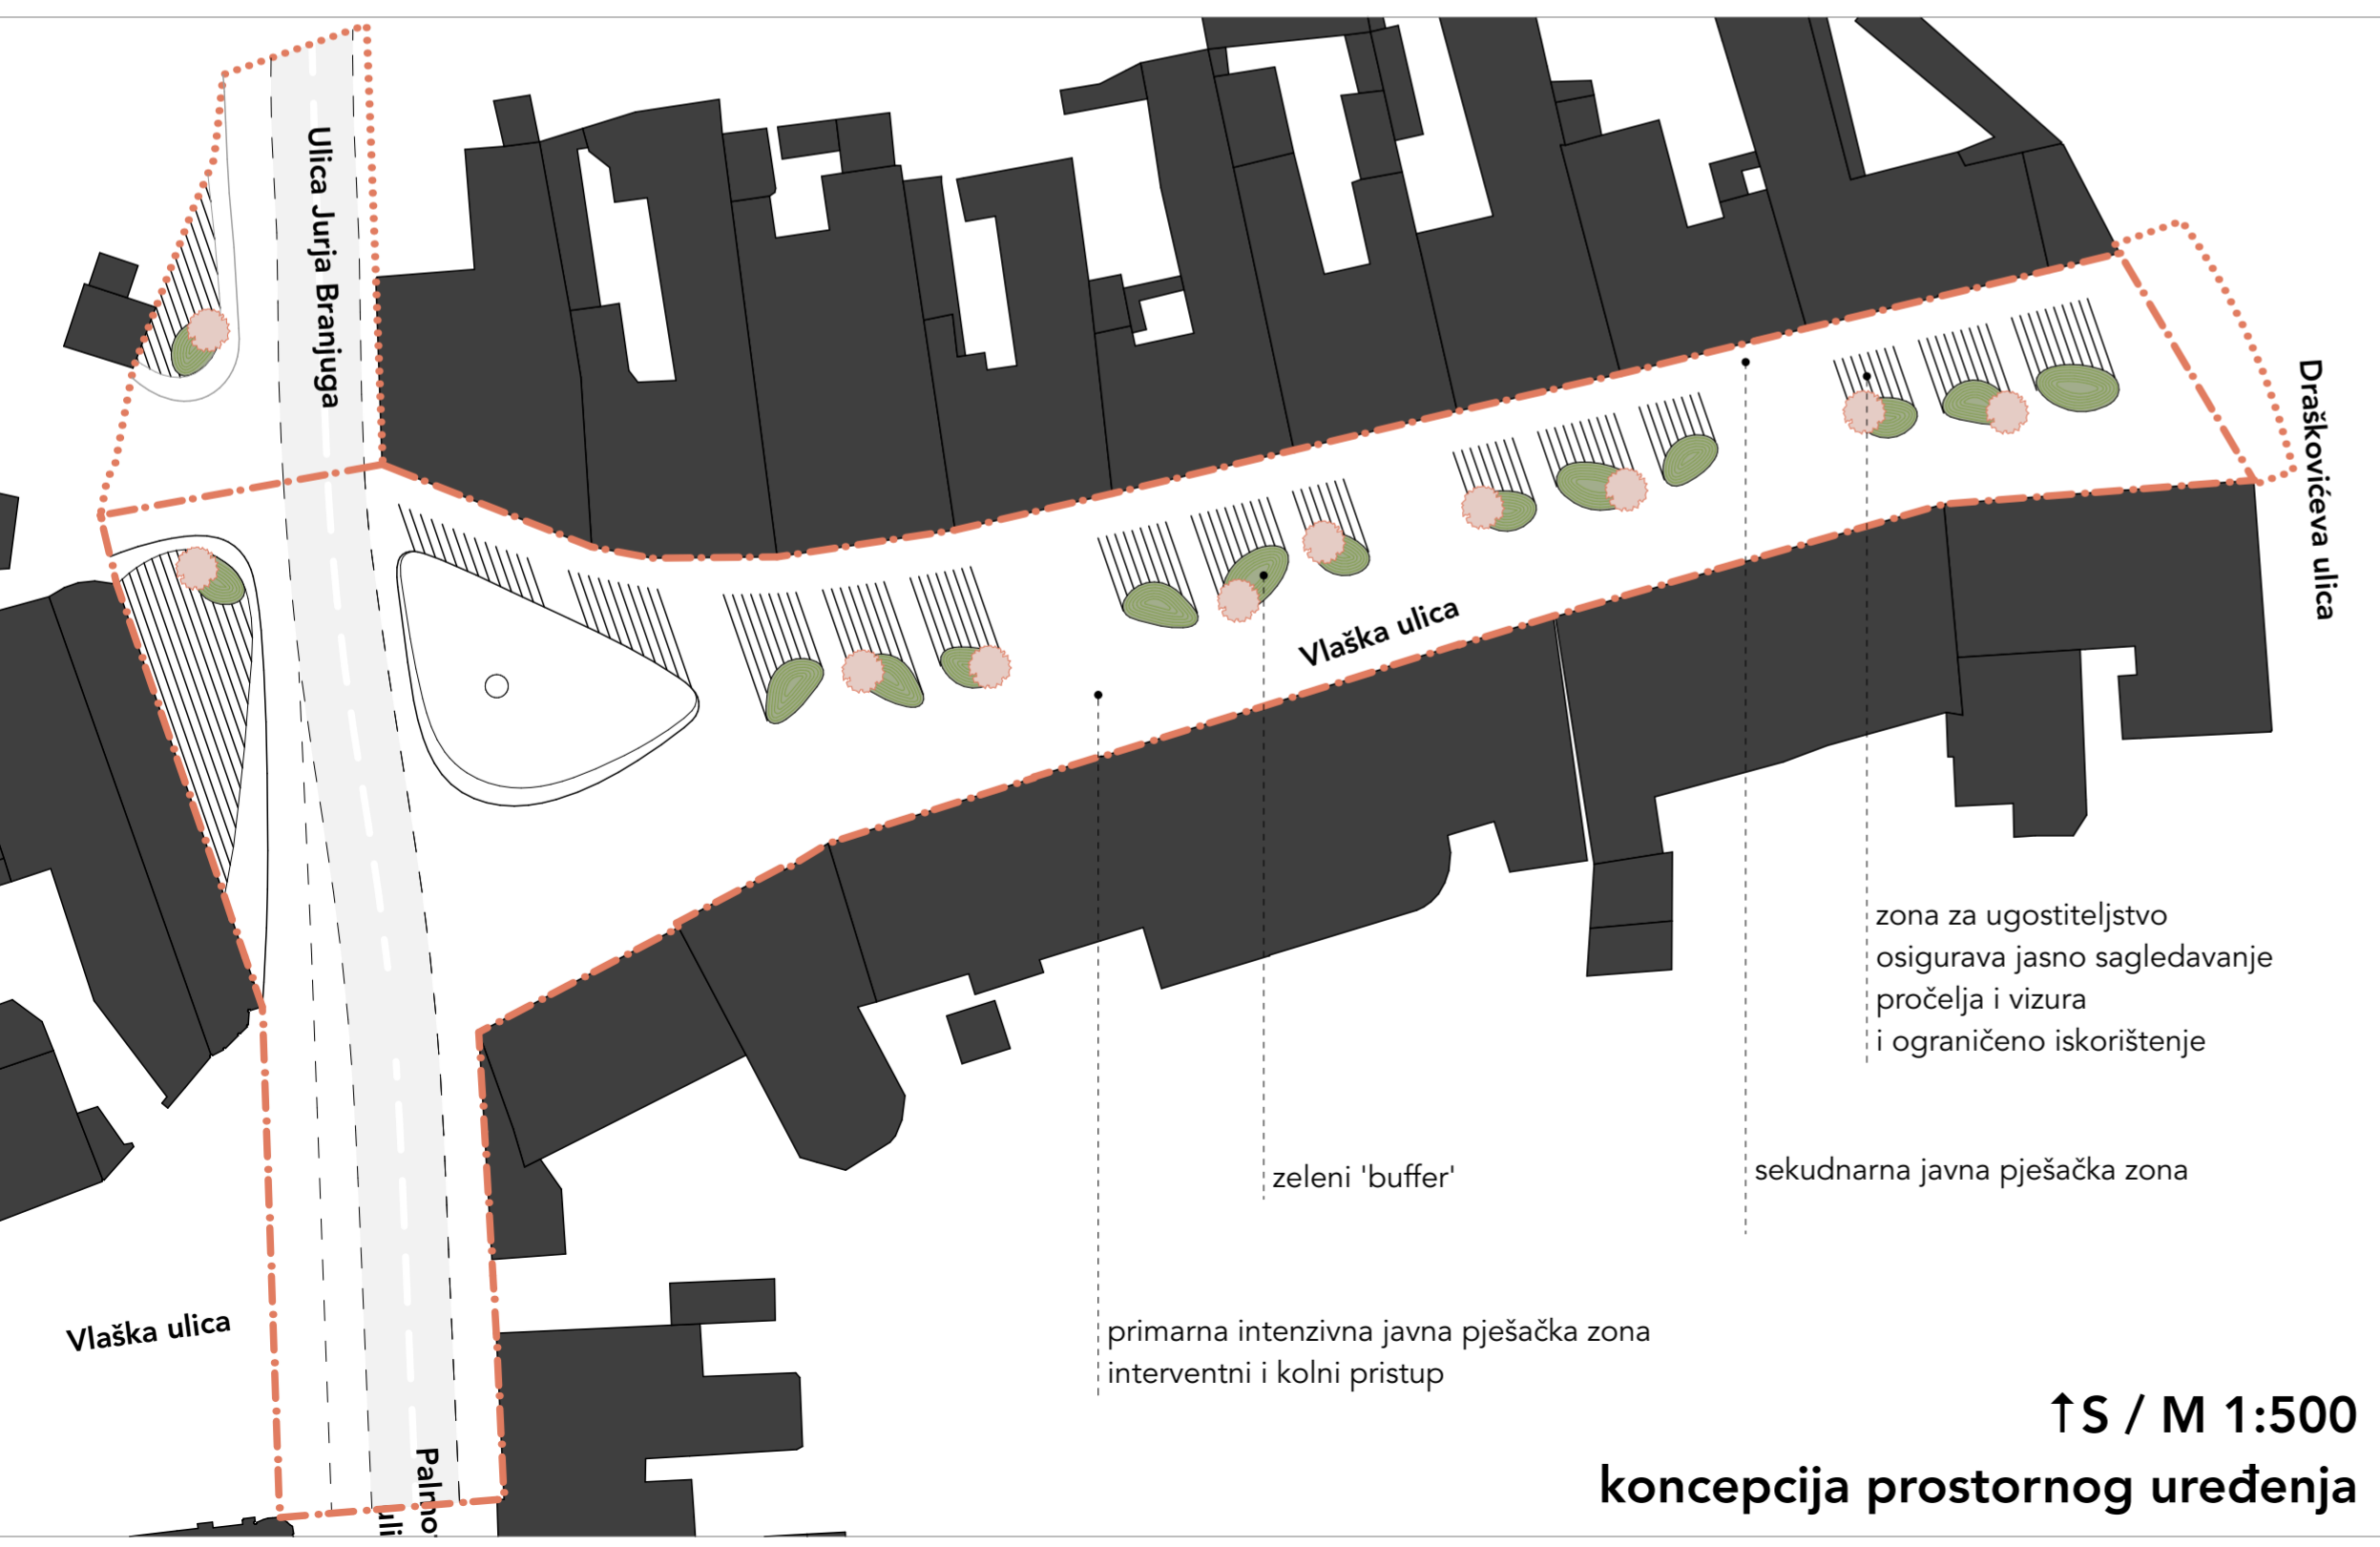 Ulica Jurja Branjuga
Draškovićeva ulica
Vlaška ulica
zona za ugostiteljstvo
osigurava jasno sagledavanje
pročelja i vizura
i ograničeno iskorištenje
zeleni 'buffer'
sekudnarna javna pješačka zona
Vlaška ulica
primarna intenzivna javna pješačka zona
interventni i kolni pristup
↑S / M 1:500
koncepcija prostornog uređenja